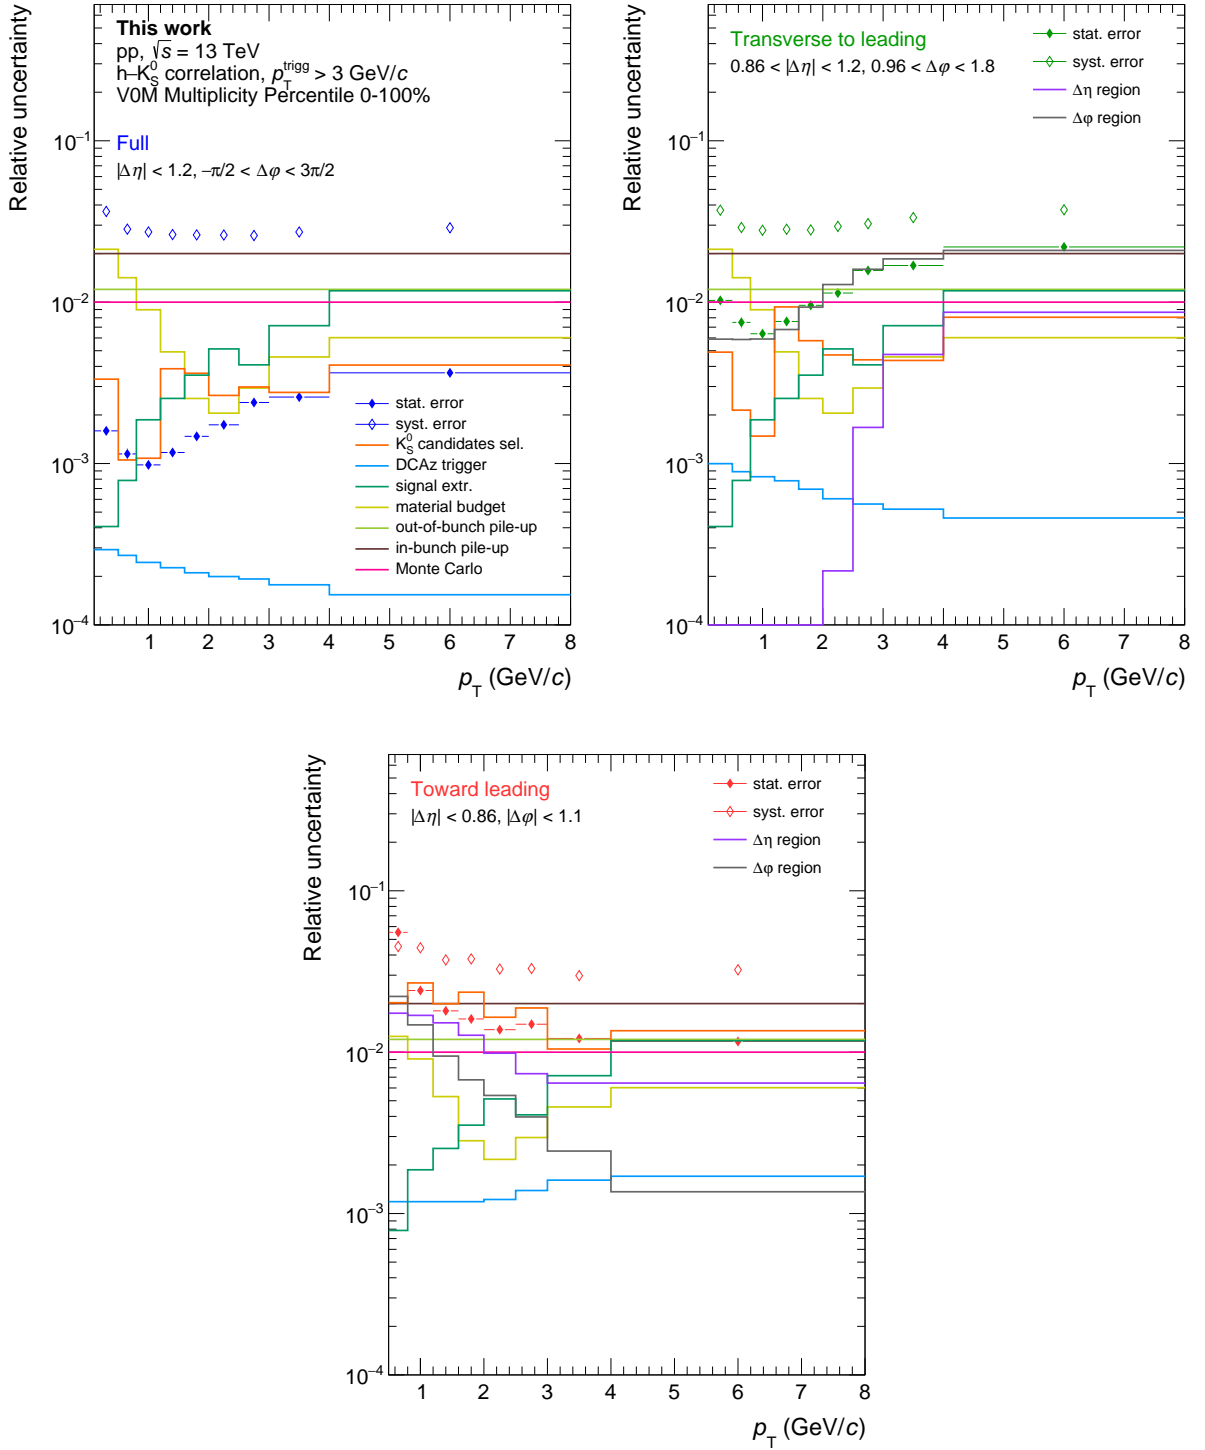 Relative uncertainty
This work
pp, √s = 13 TeV
h–K⁰_S correlation, p_T^trigg > 3 GeV/c
V0M Multiplicity Percentile 0-100%
Full
|Δη| < 1.2, −π/2 < Δφ < 3π/2
10⁻¹
10⁻²
10⁻³
10⁻⁴
stat. error
syst. error
K⁰_S candidates sel.
DCAz trigger
signal extr.
material budget
out-of-bunch pile-up
in-bunch pile-up
Monte Carlo
1 2 3 4 5 6 7 8
p_T (GeV/c)
Relative uncertainty
Transverse to leading
0.86 < |Δη| < 1.2, 0.96 < Δφ < 1.8
stat. error
syst. error
Δη region
Δφ region
10⁻¹
10⁻²
10⁻³
10⁻⁴
1 2 3 4 5 6 7 8
p_T (GeV/c)
Relative uncertainty
Toward leading
|Δη| < 0.86, |Δφ| < 1.1
stat. error
syst. error
Δη region
Δφ region
10⁻¹
10⁻²
10⁻³
10⁻⁴
1 2 3 4 5 6 7 8
p_T (GeV/c)